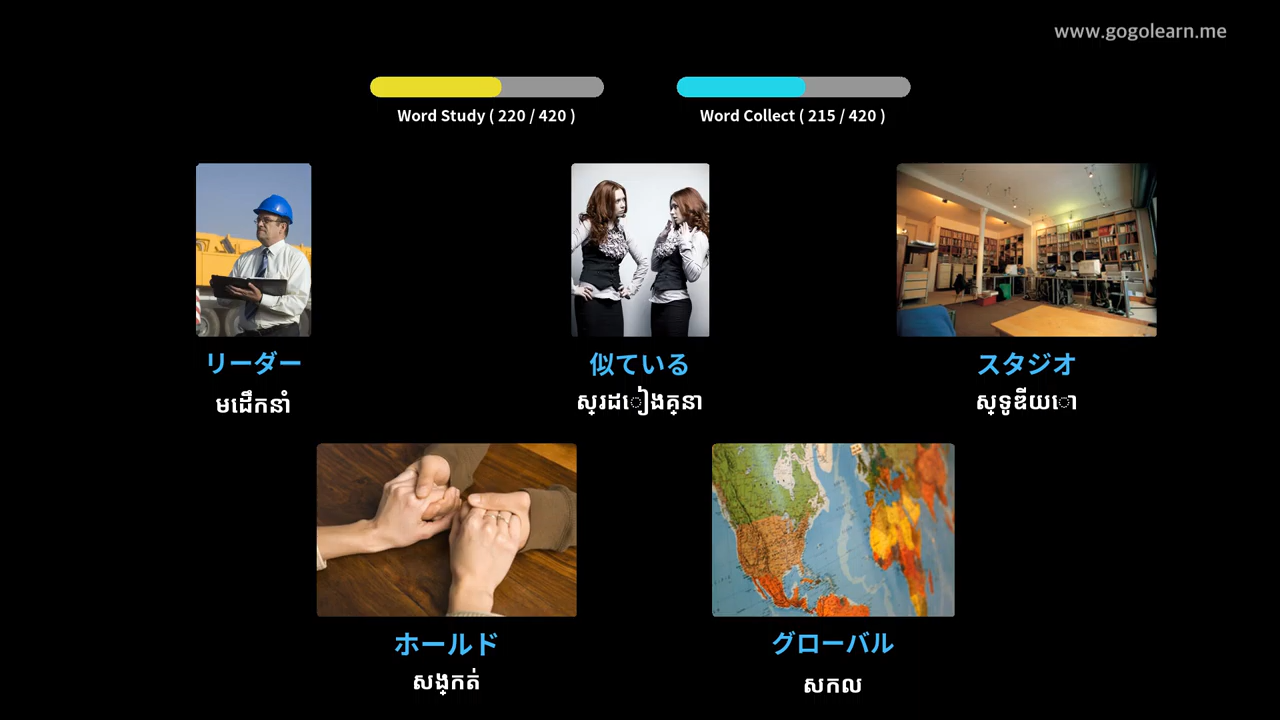 www.gogolearn.me
Word Study ( 220 / 420 )
Word Collect ( 215 / 420 )
リーダー
似ている
スタジオ
មដើកនាំ
ស្រដៀងគ្នា
ស្ទូឌីយោ
ホールド
グローバル
សង្កត់
សកល